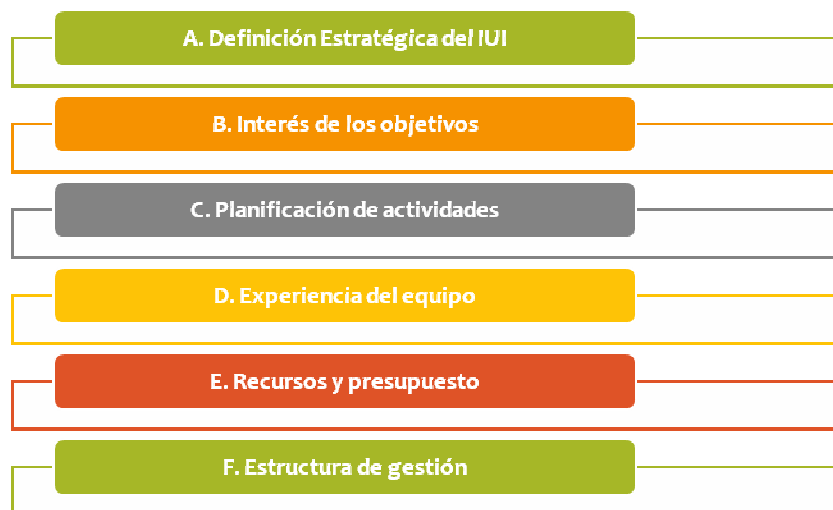 A. Definición Estratégica del IUI
B. Interés de los objetivos
C. Planificación de actividades
D. Experiencia del equipo
E. Recursos y presupuesto
F. Estructura de gestión